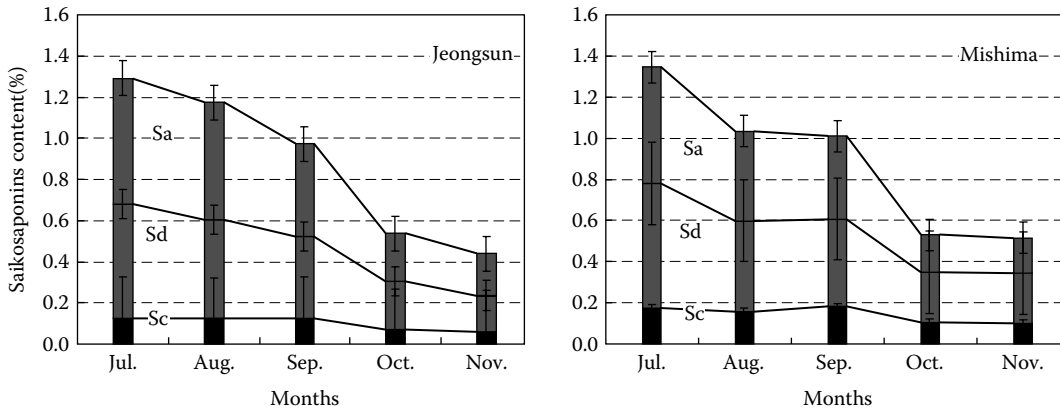 Saikosaponins content(%)
1.6
1.4
1.2
1.0
0.8
0.6
0.4
0.2
0.0
Jeongsun
Sa
Sd
Sc
Jul. Aug. Sep. Oct. Nov.
Months
1.6
1.4
1.2
1.0
0.8
0.6
0.4
0.2
0.0
Mishima
Sa
Sd
Sc
Jul. Aug. Sep. Oct. Nov.
Months